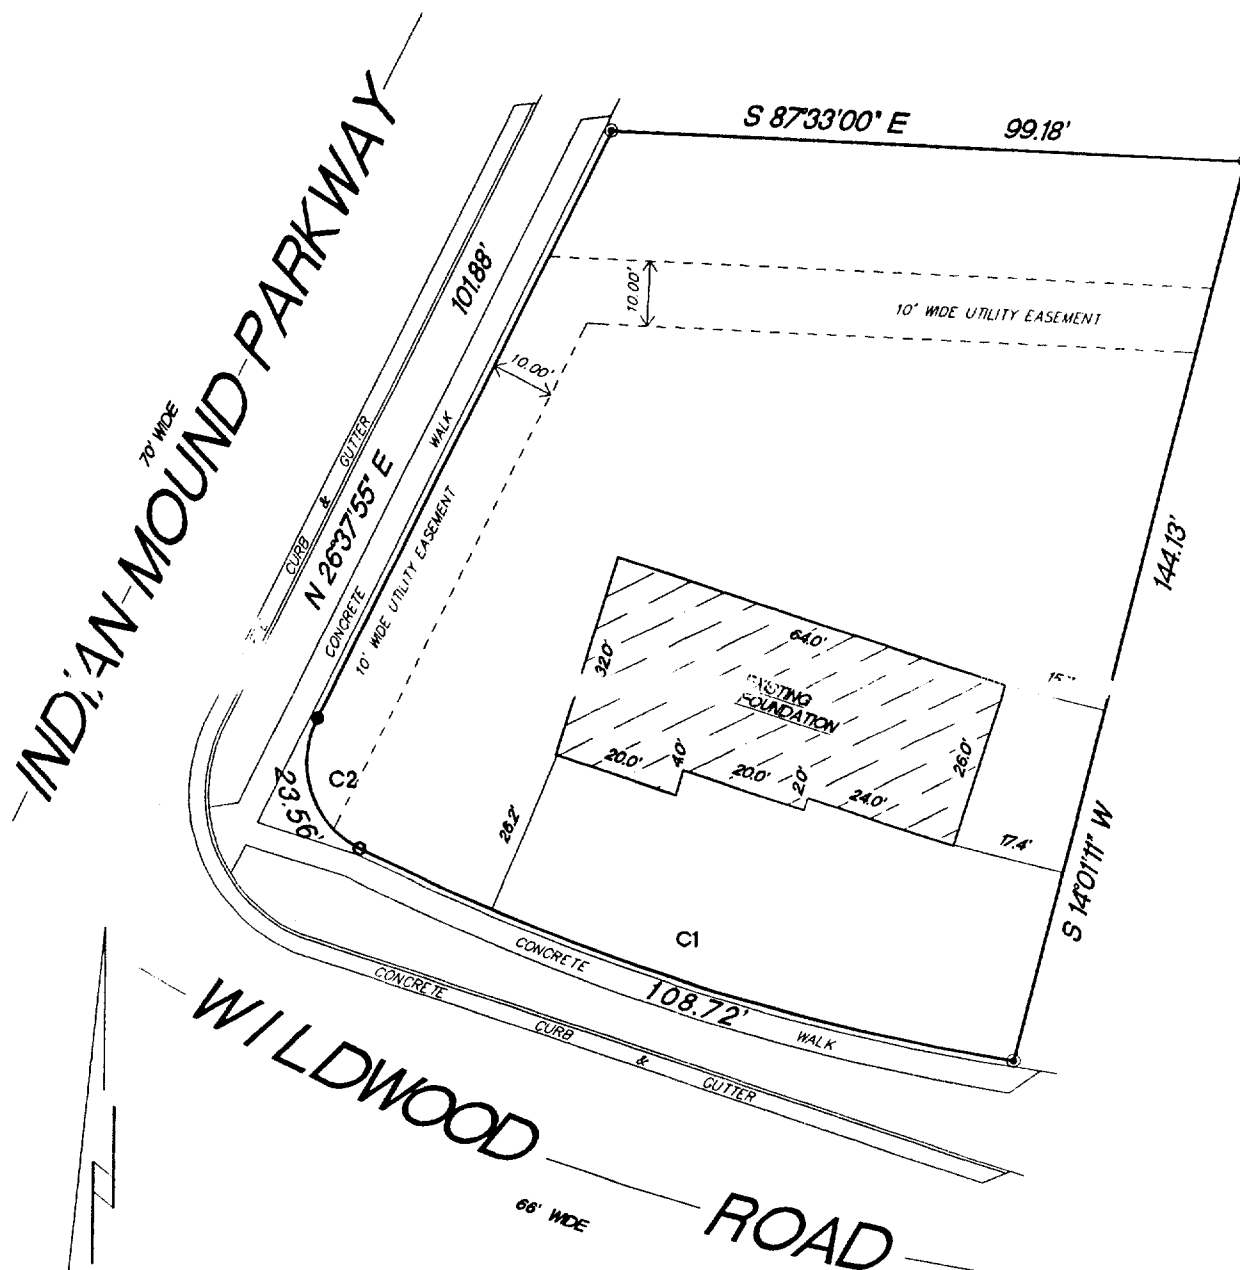 S 87°33'00" E 99.18'
INDIAN MOUND PARKWAY
70' WIDE
101.88'
N 26°37'55" E
CURB & GUTTER
CONCRETE WALK
10' WIDE UTILITY EASEMENT
10.00'
10.00'
10' WIDE UTILITY EASEMENT
144.13'
S 14°01'11" W
64.0'
32.0'
EXISTING
FOUNDATION
20.0'
4.0'
20.0'
2.0'
24.0'
26.0'
17.4'
26.2'
C2
23.56'
C1
108.72'
CONCRETE WALK
CONCRETE CURB & GUTTER
WILDWOOD ROAD
66' WIDE